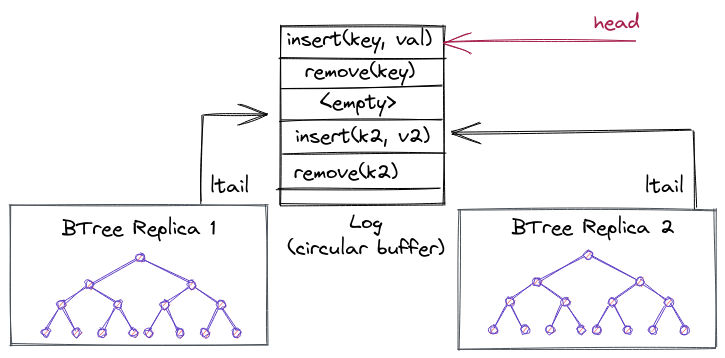 head
insert(key, val)
remove(key)
<empty>
insert(k2, v2)
remove(k2)
ltail
ltail
Log
(circular buffer)
BTree Replica 1
BTree Replica 2